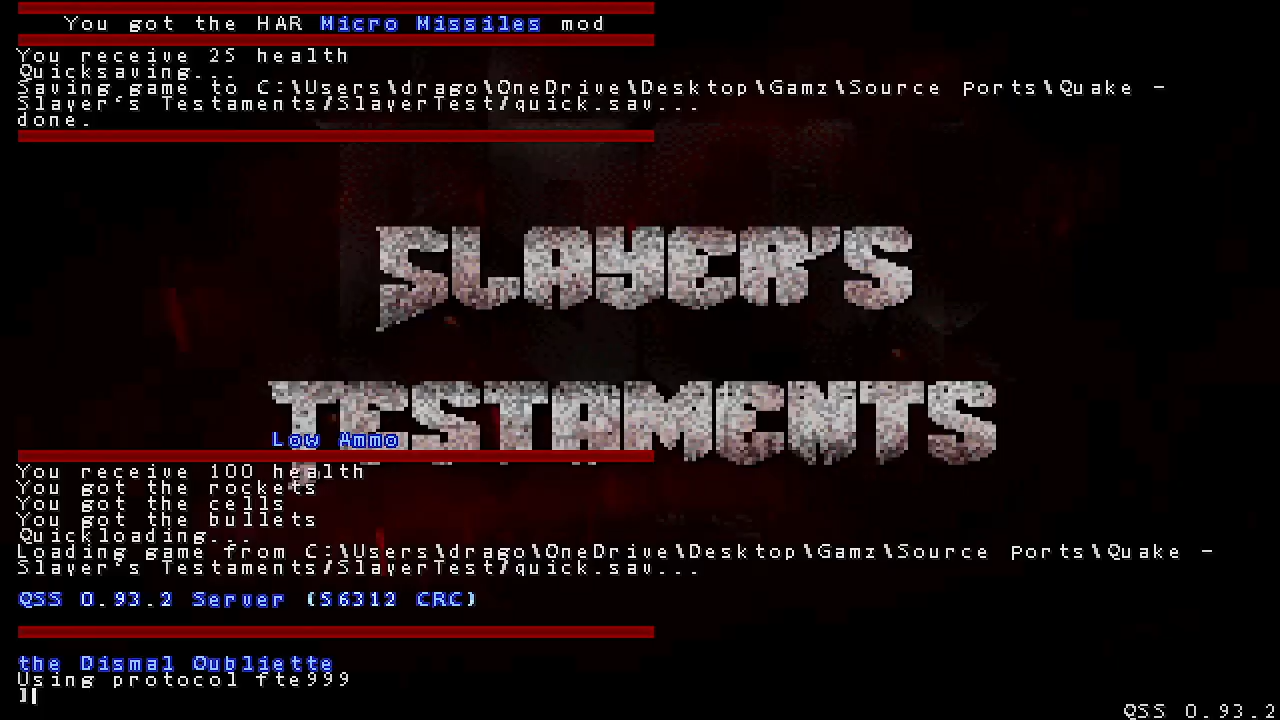 You got the HAR Micro Missiles mod
You receive 25 health
Quicksaving...
Saving game to C:\Users\drago\OneDrive\Desktop\Gamz\Source Ports\Quake -
Slayer's Testaments/SlayerTest/quick.sav...
done.
SLAYER'S
TESTAMENTS
Low Ammo
You receive 100 health
You got the rockets
You got the cells
You got the bullets
Quickloading...
Loading game from C:\Users\drago\OneDrive\Desktop\Gamz\Source Ports\Quake -
Slayer's Testaments/SlayerTest/quick.sav...
QSS 0.93.2 Server (56312 CRC)
the Dismal Oubliette
Using protocol fte999
]
QSS 0.93.2